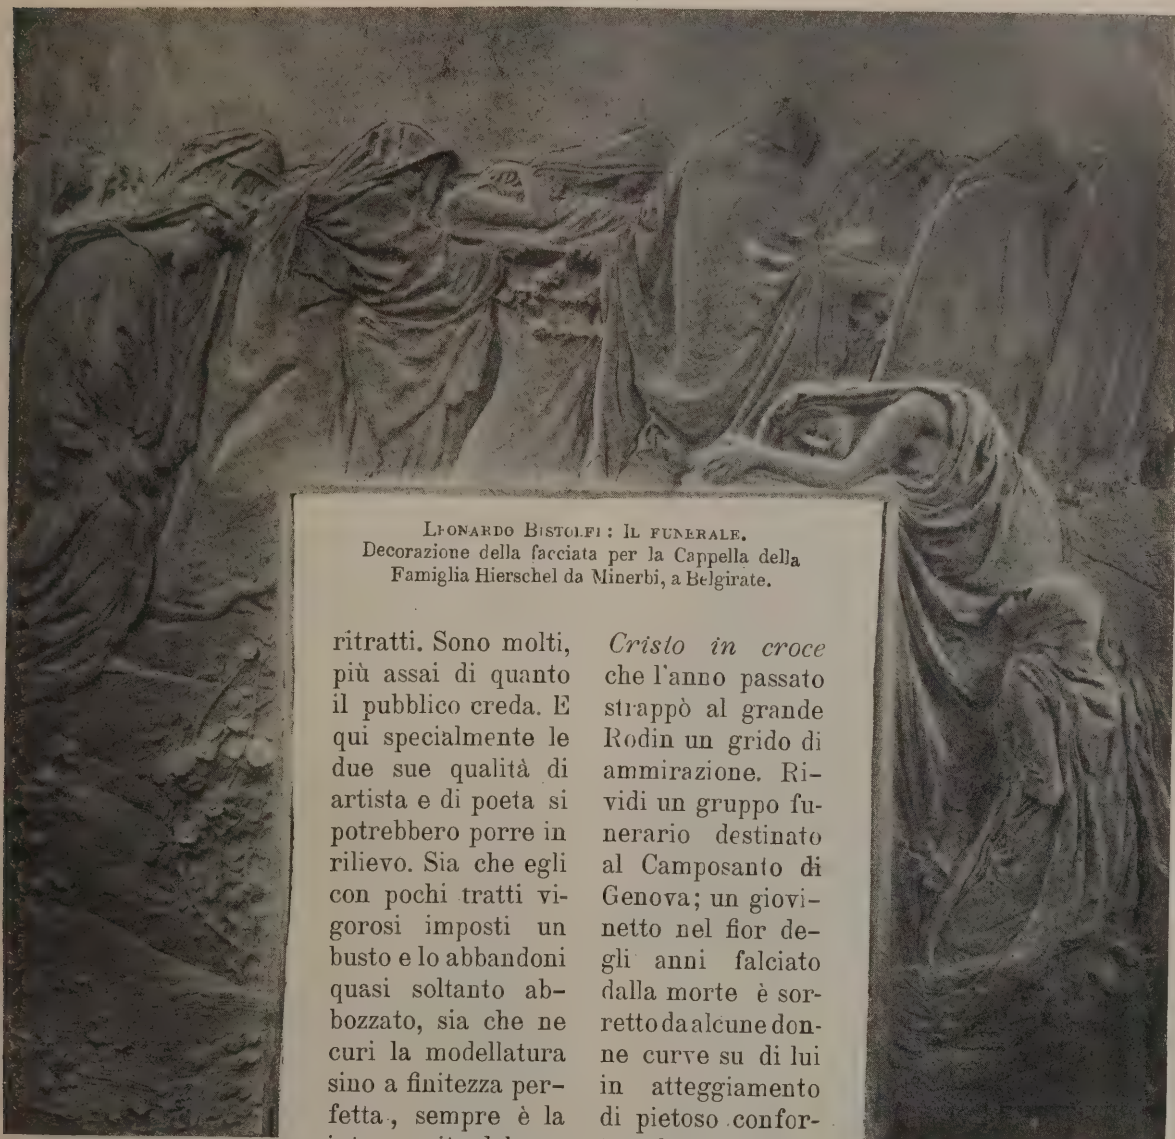 LEONARDO BISTOLFI: IL FUNERALE.
Decorazione della facciata per la Cappella della
Famiglia Hierschel da Minerbi, a Belgirate.
ritratti. Sono molti,
più assai di quanto
il pubblico creda. E
qui specialmente le
due sue qualità di
artista e di poeta si
potrebbero porre in
rilievo. Sia che egli
con pochi tratti vi-
gorosi imposti un
busto e lo abbandoni
quasi soltanto ab-
bozzato, sia che ne
curi la modellatura
sino a finitezza per-
fetta, sempre è la
Cristo in croce
che l'anno passato
strappò al grande
Rodin un grido di
ammirazione. Ri-
vidi un gruppo fu-
nerario destinato
al Camposanto di
Genova; un giovi-
netto nel fior de-
gli anni falciato
dalla morte è sor-
retto da alcune don-
ne curve su di lui
in atteggiamento
di pietoso confor-